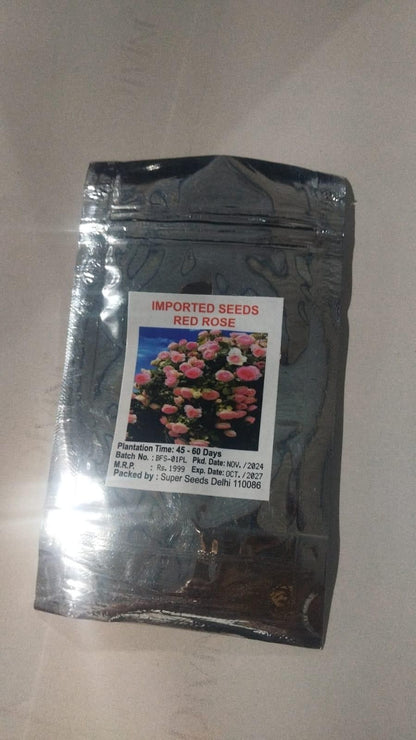 IMPORTED SEEDS
RED ROSE
Plantation Time: 45 - 60 Days
Batch No. : BFS-01PL Pkd. Date: NOV. / 2024
M.R.P. : Rs. 1999 Exp. Date: OCT. / 2027
Packed by : Super Seeds Delhi 110086